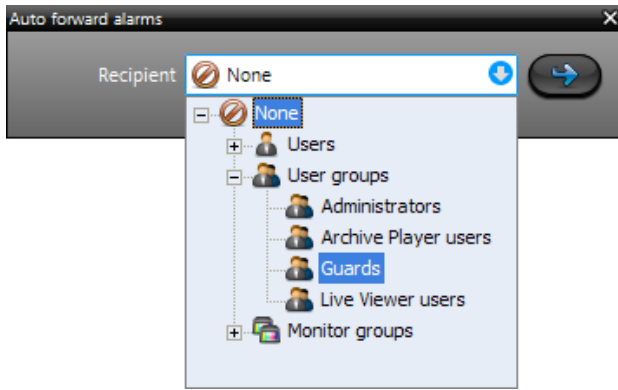 Auto forward alarms
Recipient None
None
Users
User groups
Administrators
Archive Player users
Guards
Live Viewer users
Monitor groups